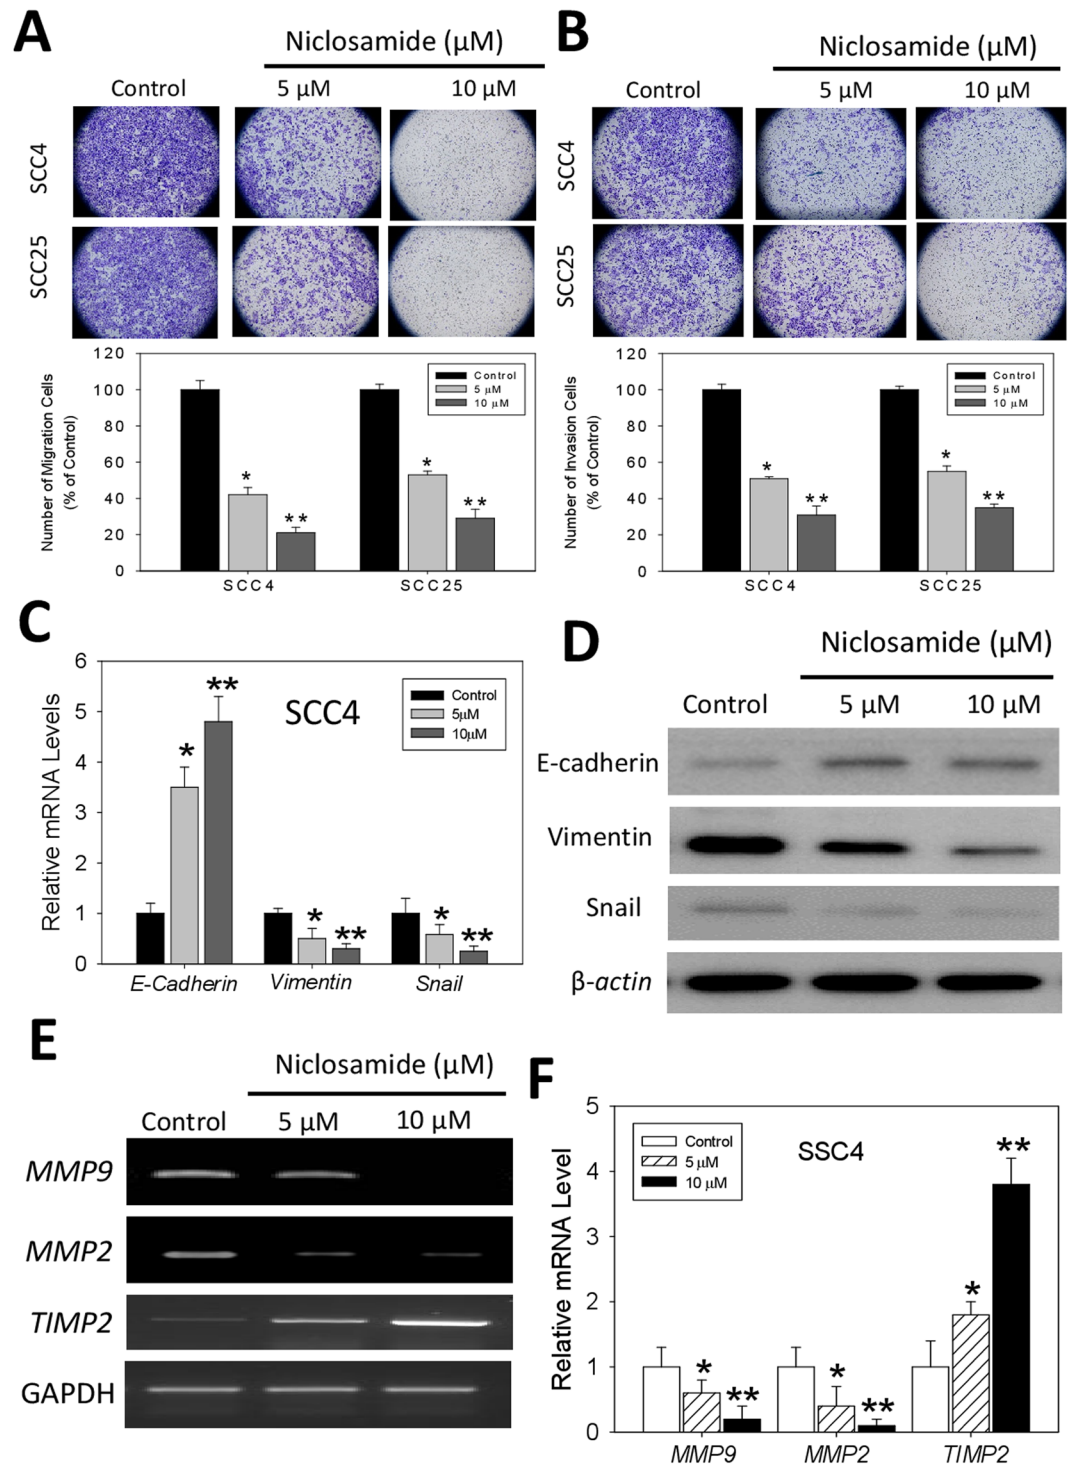 A
Niclosamide (μM)
Control
5 μM
10 μM
SCC4
SCC25
Number of Migration Cells
(% of Control)
120
100
80
60
40
20
0
Control
5 μM
10 μM
*
**
*
**
SCC4
SCC25
B
Niclosamide (μM)
Control
5 μM
10 μM
SCC4
SCC25
Number of Invasion Cells
(% of Control)
120
100
80
60
40
20
0
Control
5 μM
10 μM
*
**
*
**
SCC4
SCC25
C
Relative mRNA Levels
6
5
4
3
2
1
0
SCC4
Control
5μM
10μM
*
**
*
**
*
**
E-Cadherin
Vimentin
Snail
D
Niclosamide (μM)
Control
5 μM
10 μM
E-cadherin
Vimentin
Snail
β-actin
E
Niclosamide (μM)
Control
5 μM
10 μM
MMP9
MMP2
TIMP2
GAPDH
F
Relative mRNA Level
5
4
3
2
1
0
Control
5 μM
10 μM
SSC4
*
**
*
**
*
**
MMP9
MMP2
TIMP2